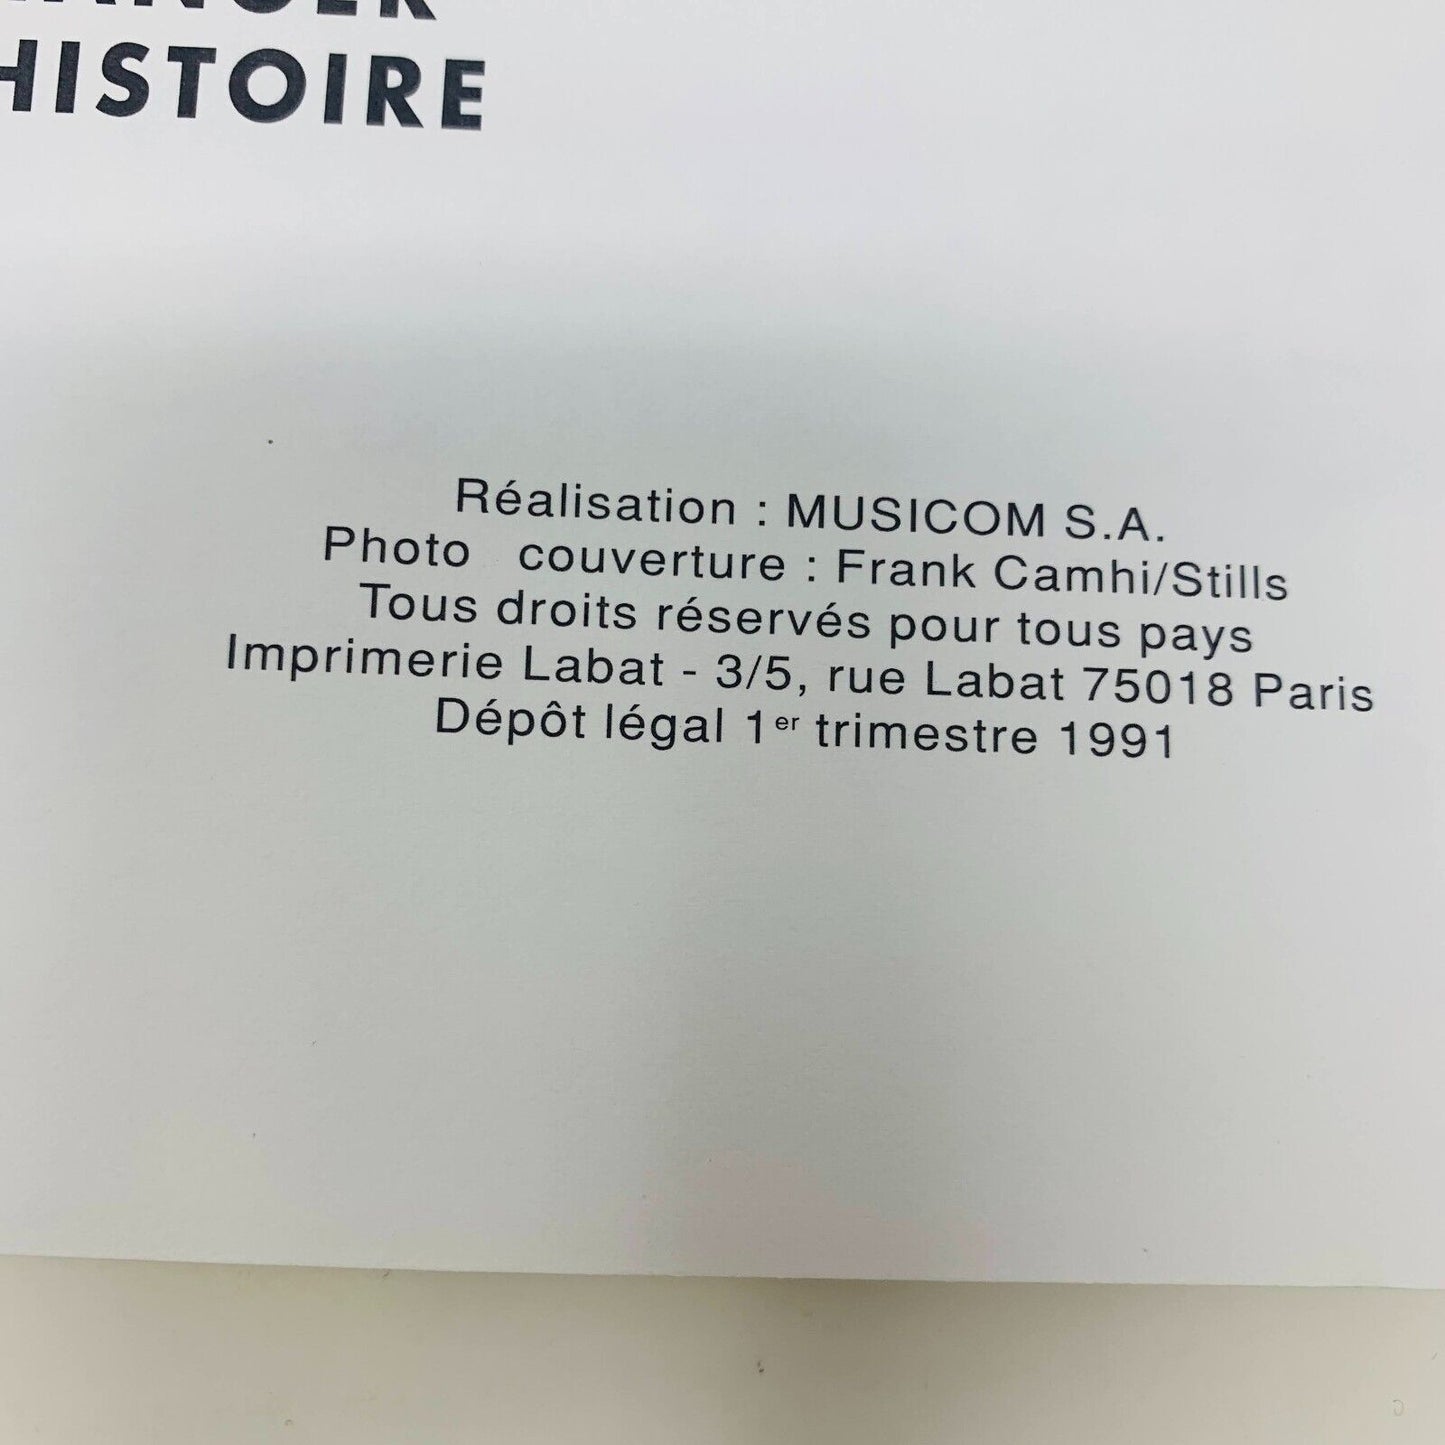 HISTOIRE
Réalisation : MUSICOM S.A.
Photo couverture : Frank Camhi/Stills
Tous droits réservés pour tous pays
Imprimerie Labat - 3/5, rue Labat 75018 Paris
Dépôt légal 1er trimestre 1991